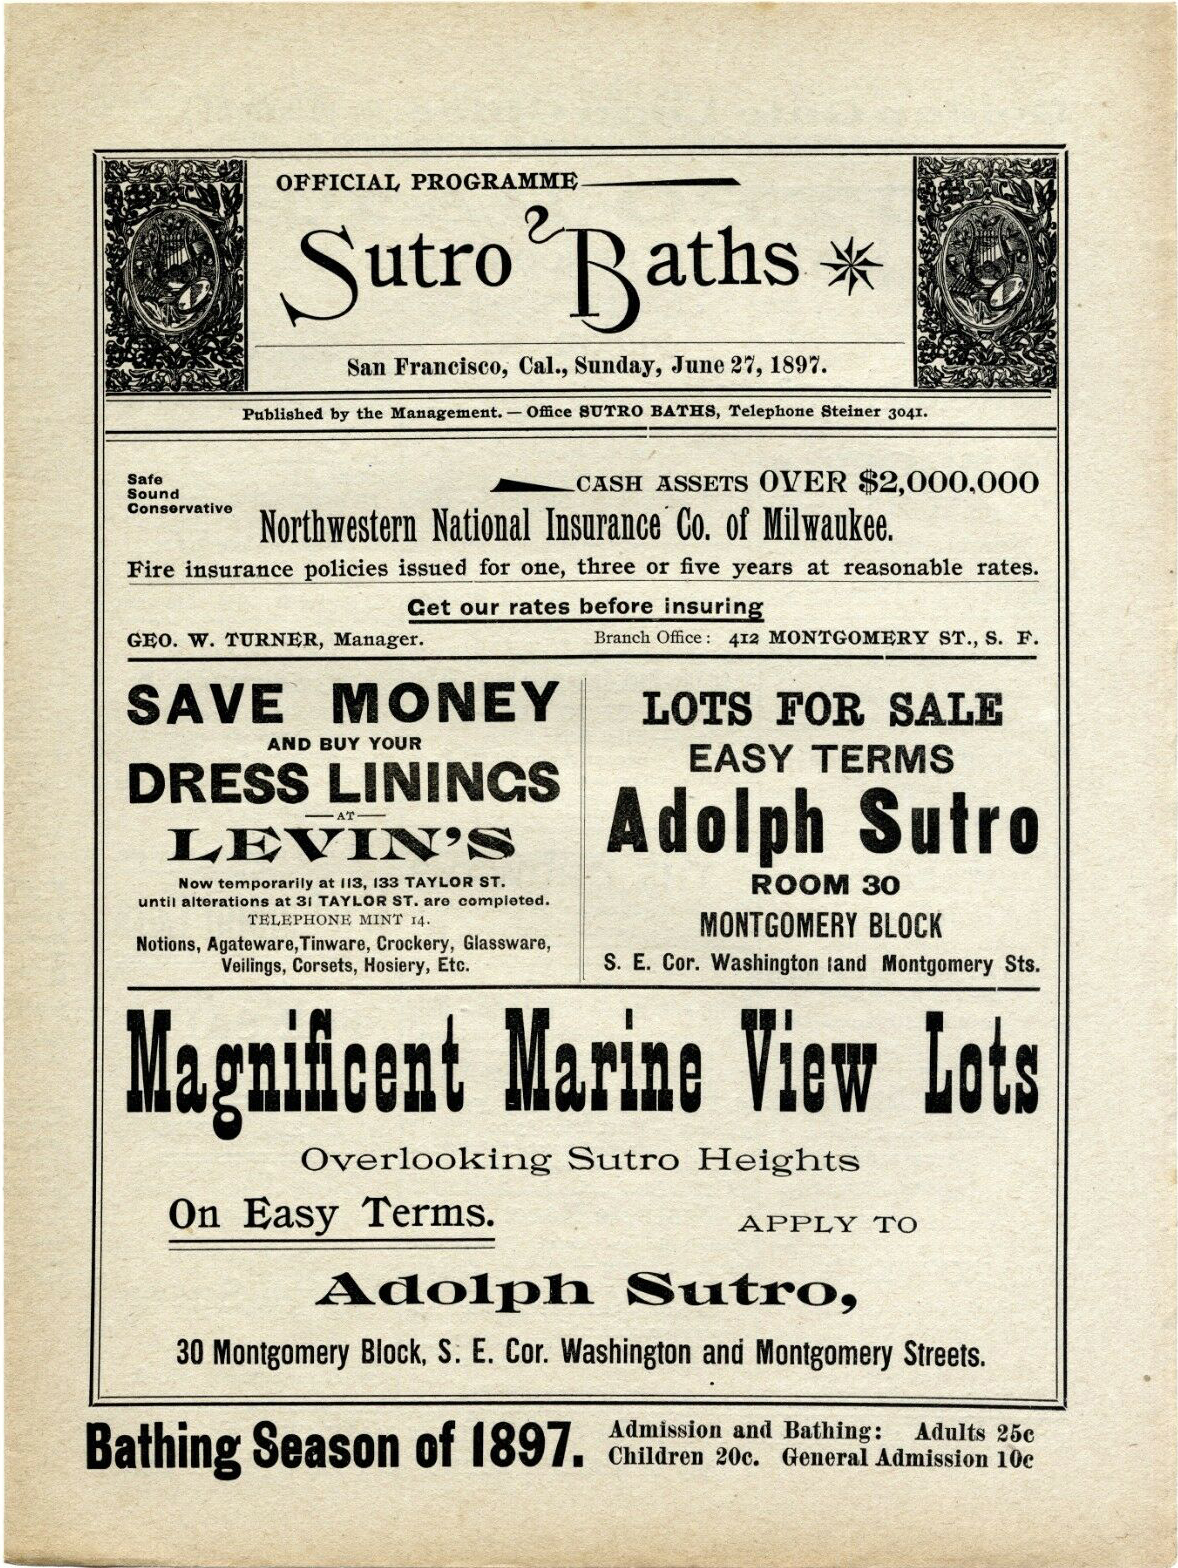 OFFICIAL PROGRAMME
Sutro Baths
San Francisco, Cal., Sunday, June 27, 1897.
Published by the Management. — Office SUTRO BATHS, Telephone Steiner 3041.
Safe
Sound
Conservative
CASH ASSETS OVER $2,000,000
Northwestern National Insurance Co. of Milwaukee.
Fire insurance policies issued for one, three or five years at reasonable rates.
Get our rates before insuring
GEO. W. TURNER, Manager. Branch Office: 412 MONTGOMERY ST., S. F.
SAVE MONEY
AND BUY YOUR
DRESS LININGS
— AT —
LEVIN'S
Now temporarily at 113, 133 TAYLOR ST.
until alterations at 31 TAYLOR ST. are completed.
TELEPHONE MINT 14.
Notions, Agateware, Tinware, Crockery, Glassware,
Veilings, Corsets, Hosiery, Etc.
LOTS FOR SALE
EASY TERMS
Adolph Sutro
ROOM 30
MONTGOMERY BLOCK
S. E. Cor. Washington and Montgomery Sts.
Magnificent Marine View Lots
Overlooking Sutro Heights
On Easy Terms. APPLY TO
Adolph Sutro,
30 Montgomery Block, S. E. Cor. Washington and Montgomery Streets.
Bathing Season of 1897.
Admission and Bathing: Adults 25c
Children 20c. General Admission 10c